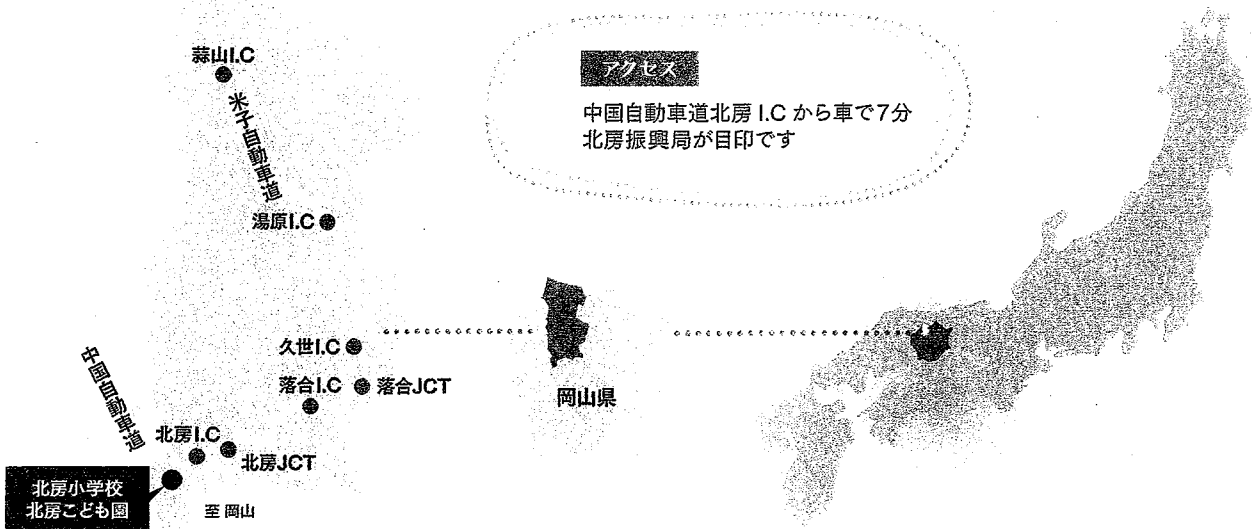 蒜山I.C
米子自動車道
湯原I.C
アクセス
中国自動車道北房 I.C から車で7分
北房振興局が目印です
久世I.C
落合I.C
落合JCT
中国自動車道
北房I.C
北房JCT
北房小学校
北房こども園
至 岡山
岡山県